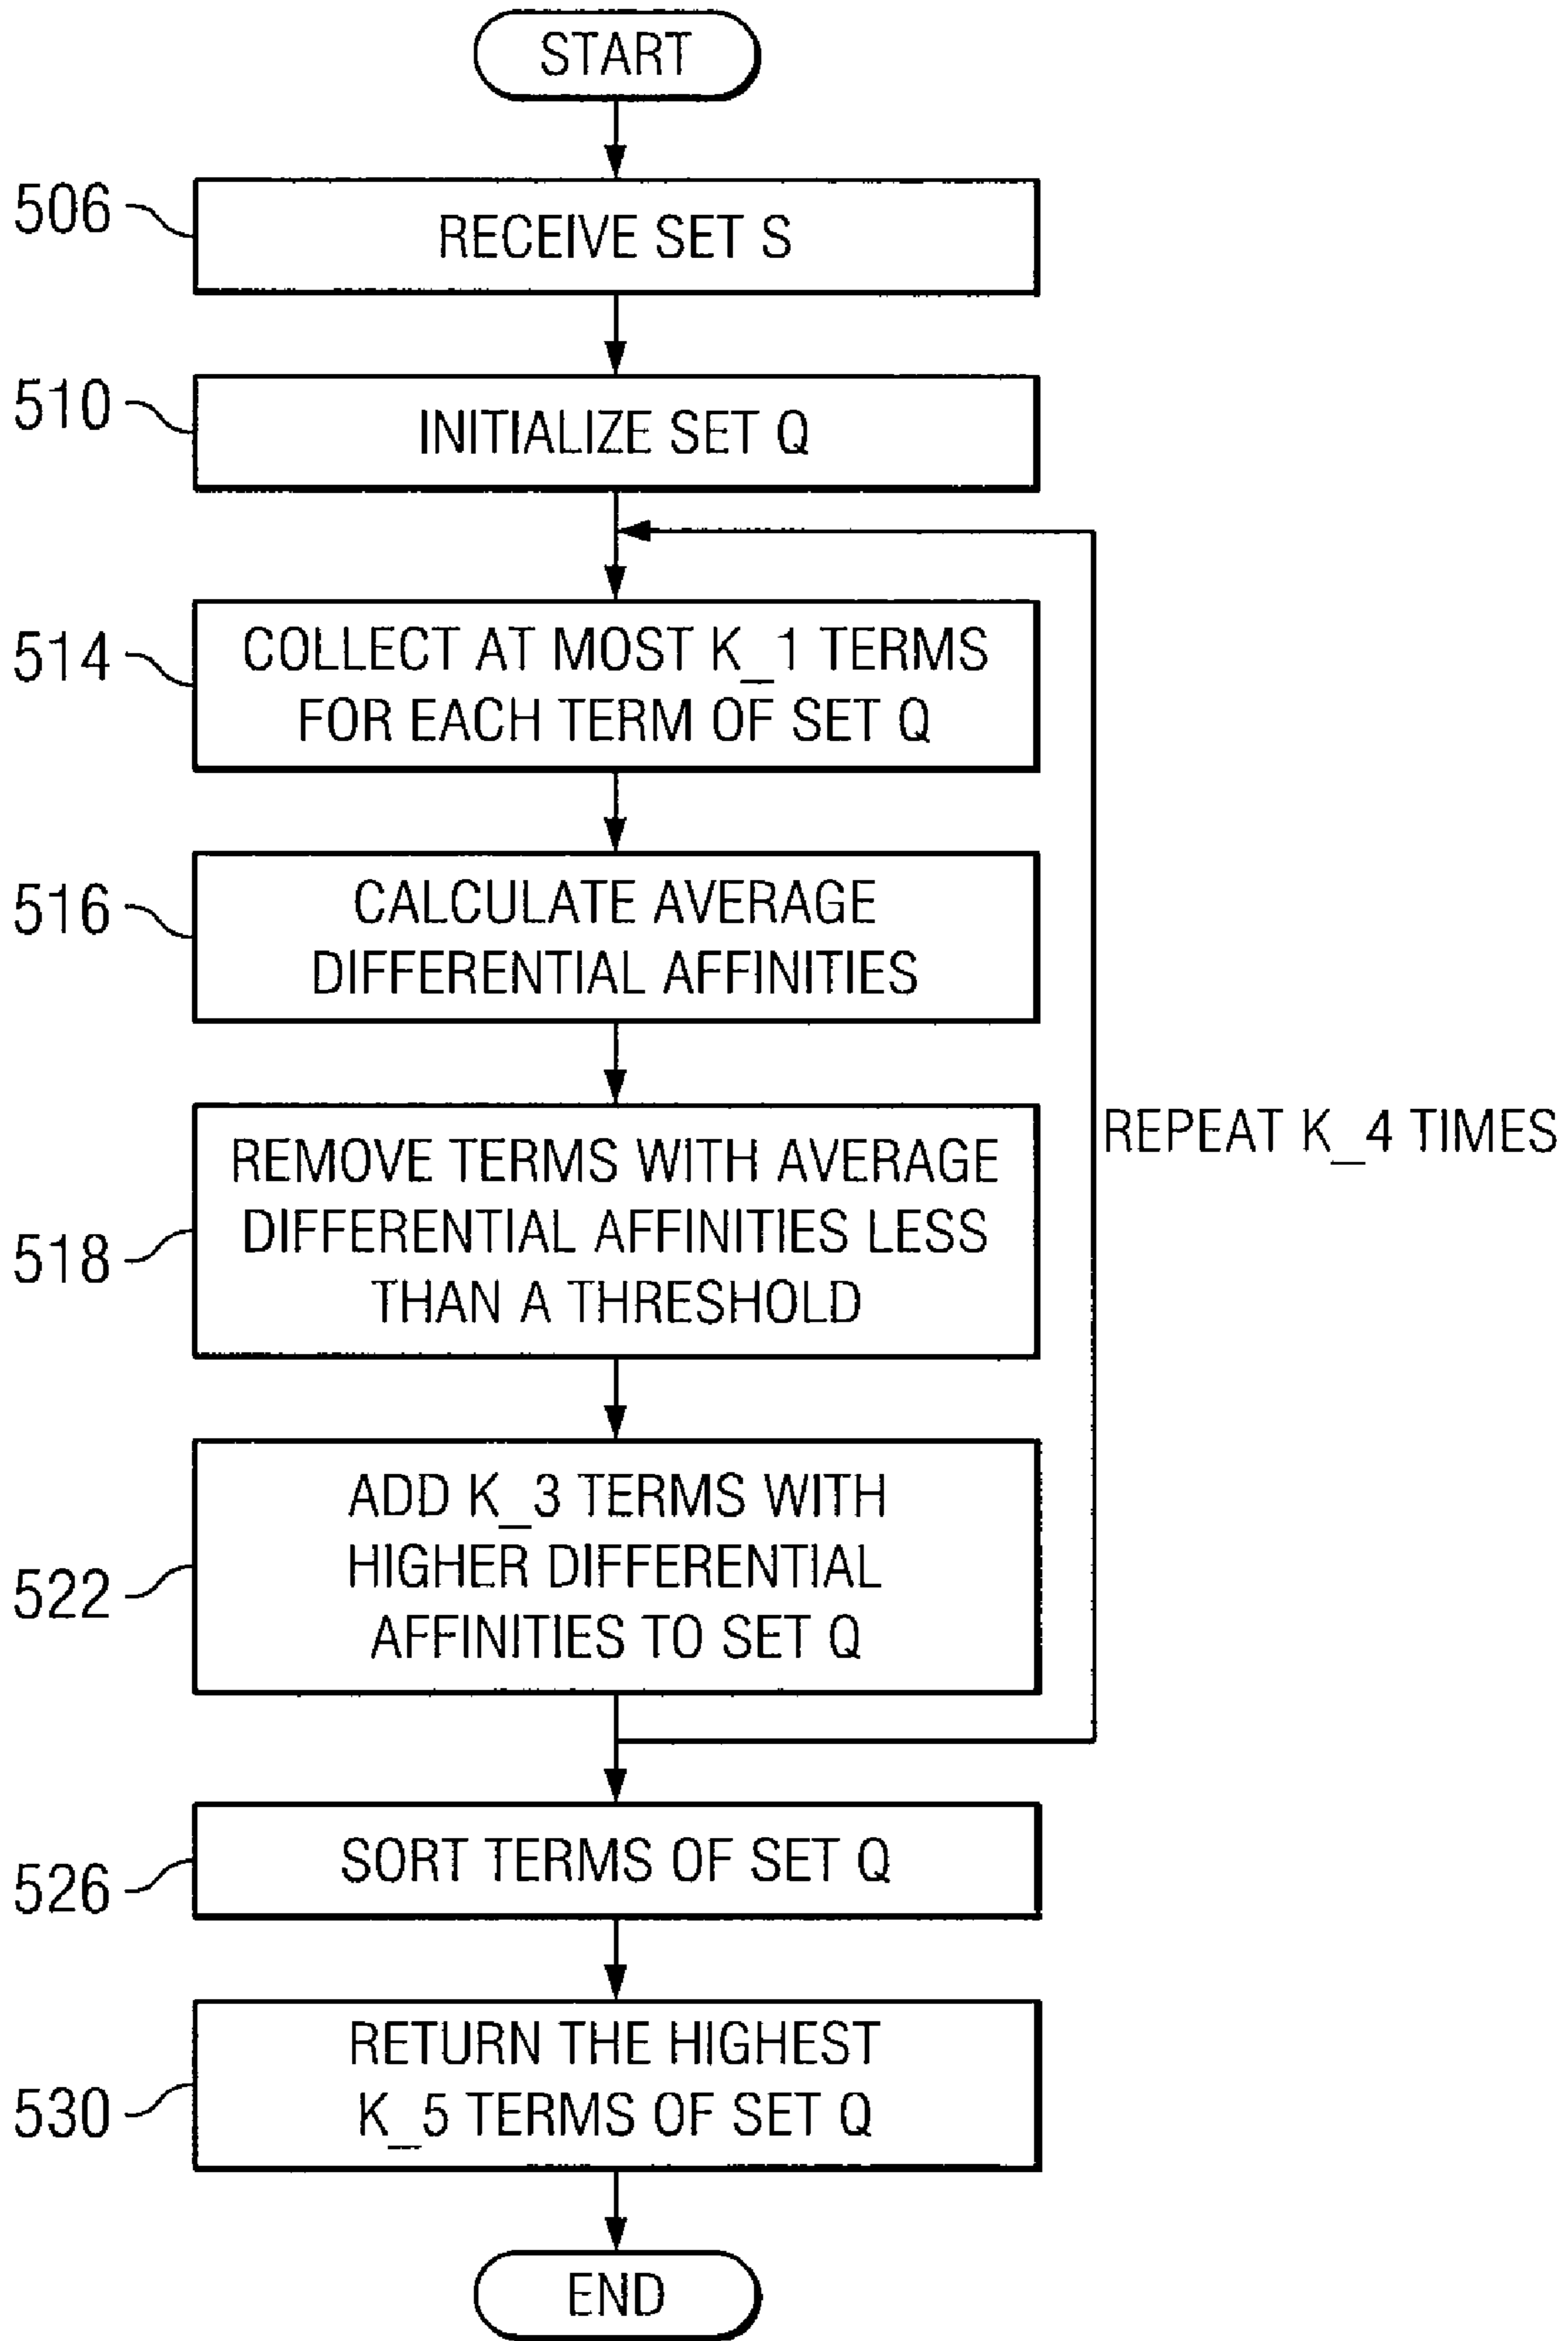 START
506
RECEIVE SET S
510
INITIALIZE SET Q
514
COLLECT AT MOST K_1 TERMS
FOR EACH TERM OF SET Q
516
CALCULATE AVERAGE
DIFFERENTIAL AFFINITIES
518
REMOVE TERMS WITH AVERAGE
DIFFERENTIAL AFFINITIES LESS
THAN A THRESHOLD
REPEAT K_4 TIMES
522
ADD K_3 TERMS WITH
HIGHER DIFFERENTIAL
AFFINITIES TO SET Q
526
SORT TERMS OF SET Q
530
RETURN THE HIGHEST
K_5 TERMS OF SET Q
END